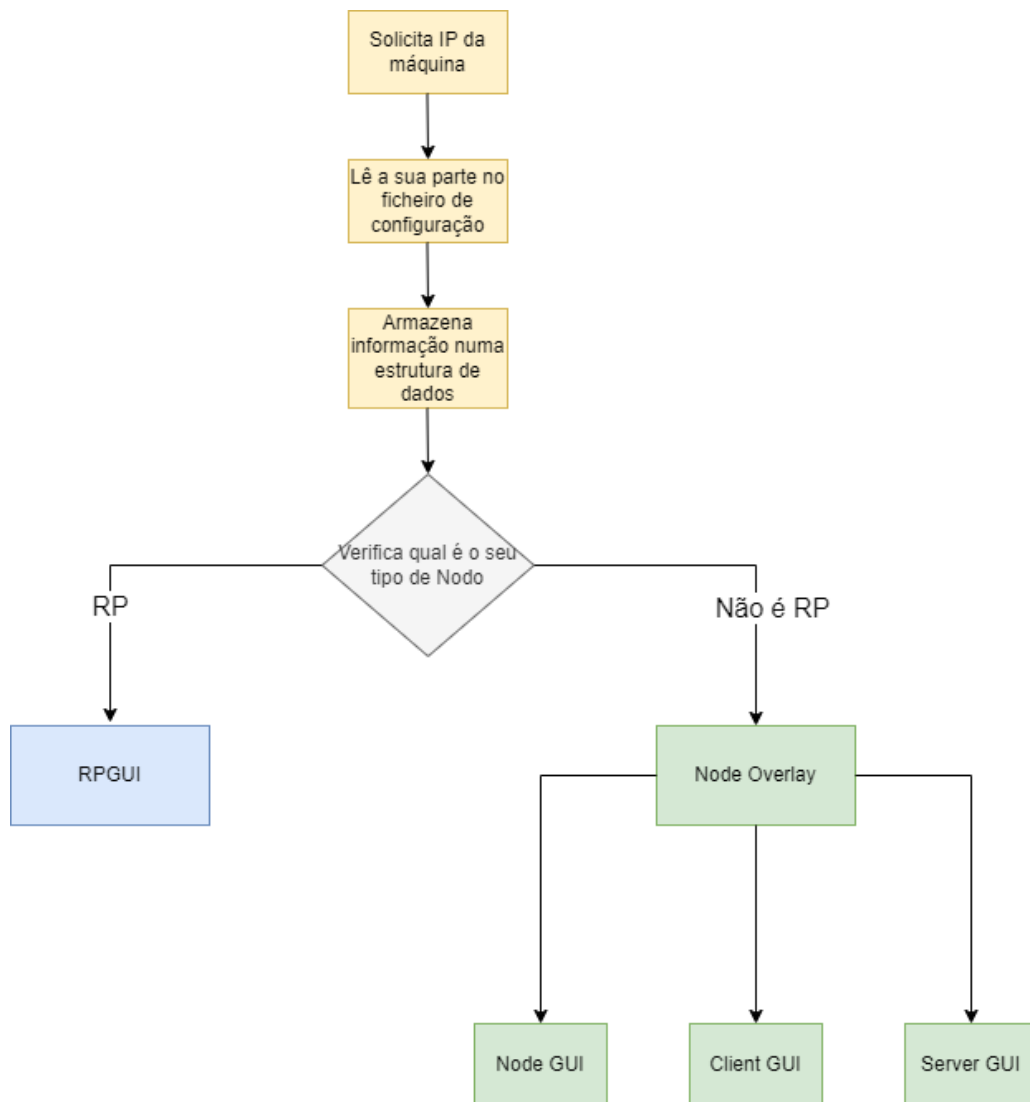 Solicita IP da
máquina
Lê a sua parte no
ficheiro de
configuração
Armazena
informação numa
estrutura de
dados
Verifica qual é o seu
tipo de Nodo
RP
Não é RP
RPGUI
Node Overlay
Node GUI
Client GUI
Server GUI